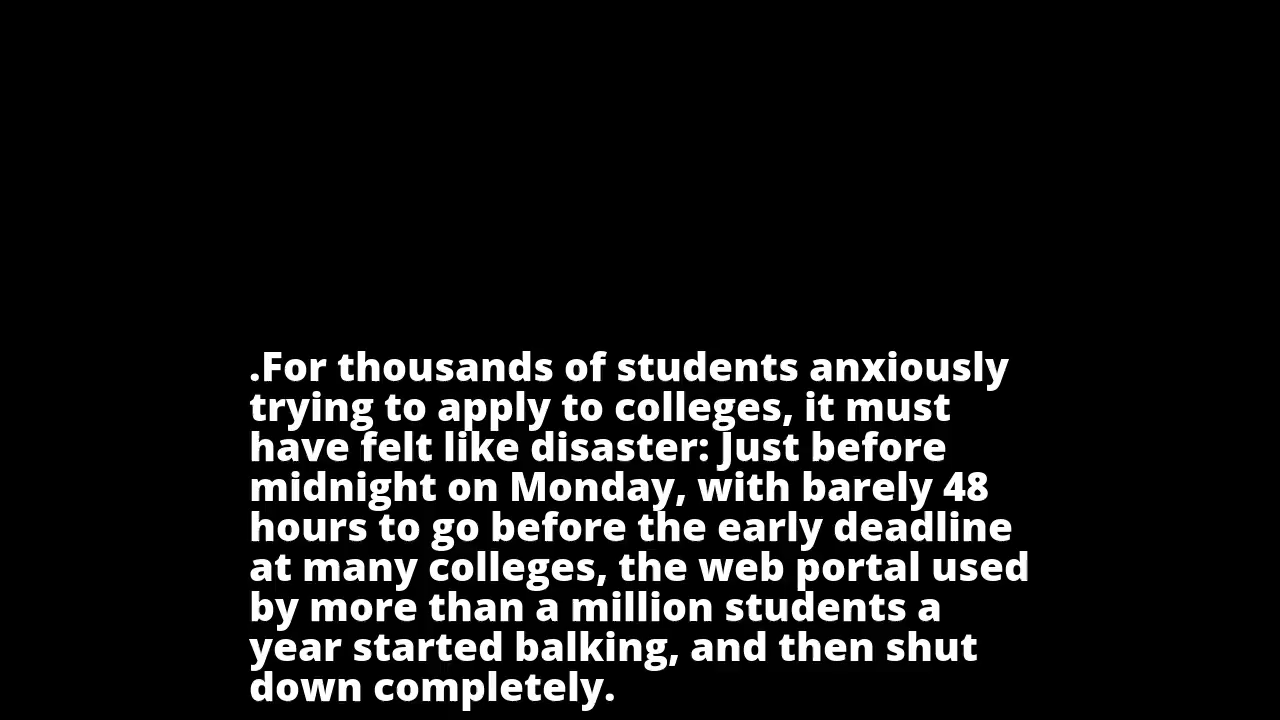 .For thousands of students anxiously
trying to apply to colleges, it must
have felt like disaster: Just before
midnight on Monday, with barely 48
hours to go before the early deadline
at many colleges, the web portal used
by more than a million students a
year started balking, and then shut
down completely.